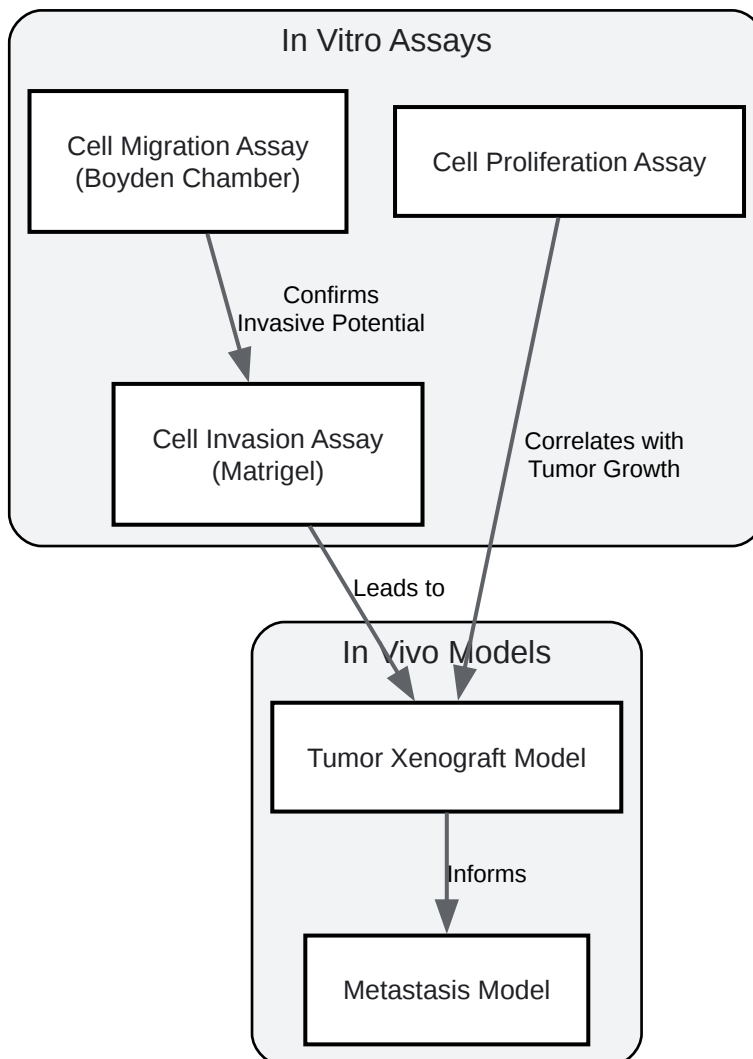 In Vitro Assays
Cell Migration Assay
(Boyden Chamber)
Cell Proliferation Assay
Confirms
Invasive Potential
Cell Invasion Assay
(Matrigel)
Correlates with
Tumor Growth
Leads to
In Vivo Models
Tumor Xenograft Model
Informs
Metastasis Model